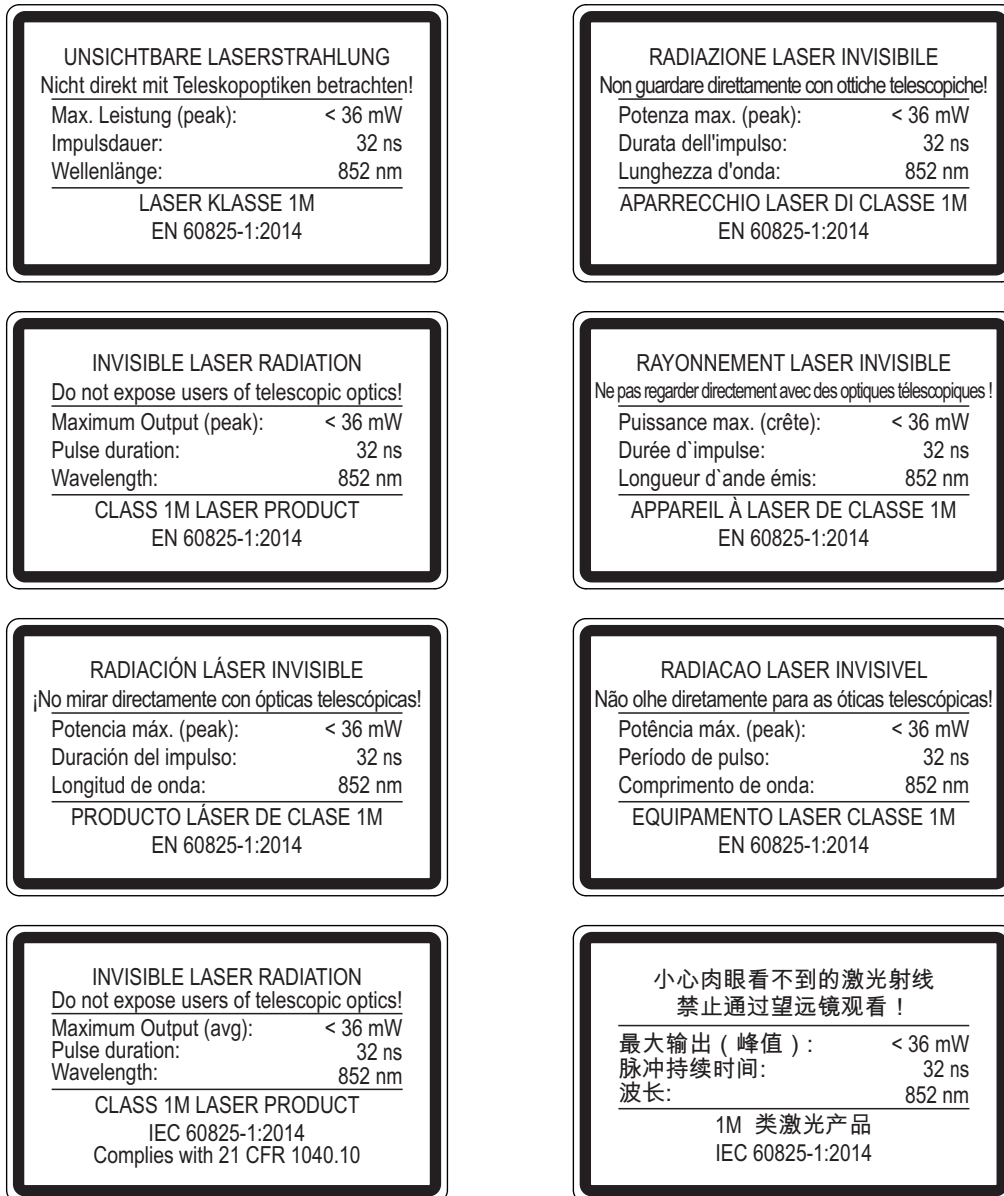 UNSICHTBARE LASERSTRAHLUNG
Nicht direkt mit Teleskopoptiken betrachten!
Max. Leistung (peak): < 36 mW
Impulsdauer: 32 ns
Wellenlänge: 852 nm
LASER KLASSE 1M
EN 60825-1:2014
RADIAZIONE LASER INVISIBILE
Non guardare direttamente con ottiche telescopiche!
Potenza max. (peak): < 36 mW
Durata dell'impulso: 32 ns
Lunghezza d'onda: 852 nm
APARRECCHIO LASER DI CLASSE 1M
EN 60825-1:2014
INVISIBLE LASER RADIATION
Do not expose users of telescopic optics!
Maximum Output (peak): < 36 mW
Pulse duration: 32 ns
Wavelength: 852 nm
CLASS 1M LASER PRODUCT
EN 60825-1:2014
RAYONNEMENT LASER INVISIBLE
Ne pas regarder directement avec des optiques télescopiques !
Puissance max. (crête): < 36 mW
Durée d`impulse: 32 ns
Longueur d`ande émis: 852 nm
APPAREIL À LASER DE CLASSE 1M
EN 60825-1:2014
RADIACIÓN LÁSER INVISIBLE
¡No mirar directamente con ópticas telescópicas!
Potencia máx. (peak): < 36 mW
Duración del impulso: 32 ns
Longitud de onda: 852 nm
PRODUCTO LÁSER DE CLASE 1M
EN 60825-1:2014
RADIACAO LASER INVISIVEL
Não olhe diretamente para as óticas telescópicas!
Potência máx. (peak): < 36 mW
Período de pulso: 32 ns
Comprimento de onda: 852 nm
EQUIPAMENTO LASER CLASSE 1M
EN 60825-1:2014
INVISIBLE LASER RADIATION
Do not expose users of telescopic optics!
Maximum Output (avg): < 36 mW
Pulse duration: 32 ns
Wavelength: 852 nm
CLASS 1M LASER PRODUCT
IEC 60825-1:2014
Complies with 21 CFR 1040.10
小心肉眼看不到的激光射线
禁止通过望远镜观看！
最大输出（峰值）: < 36 mW
脉冲持续时间: 32 ns
波长: 852 nm
1M 类激光产品
IEC 60825-1:2014